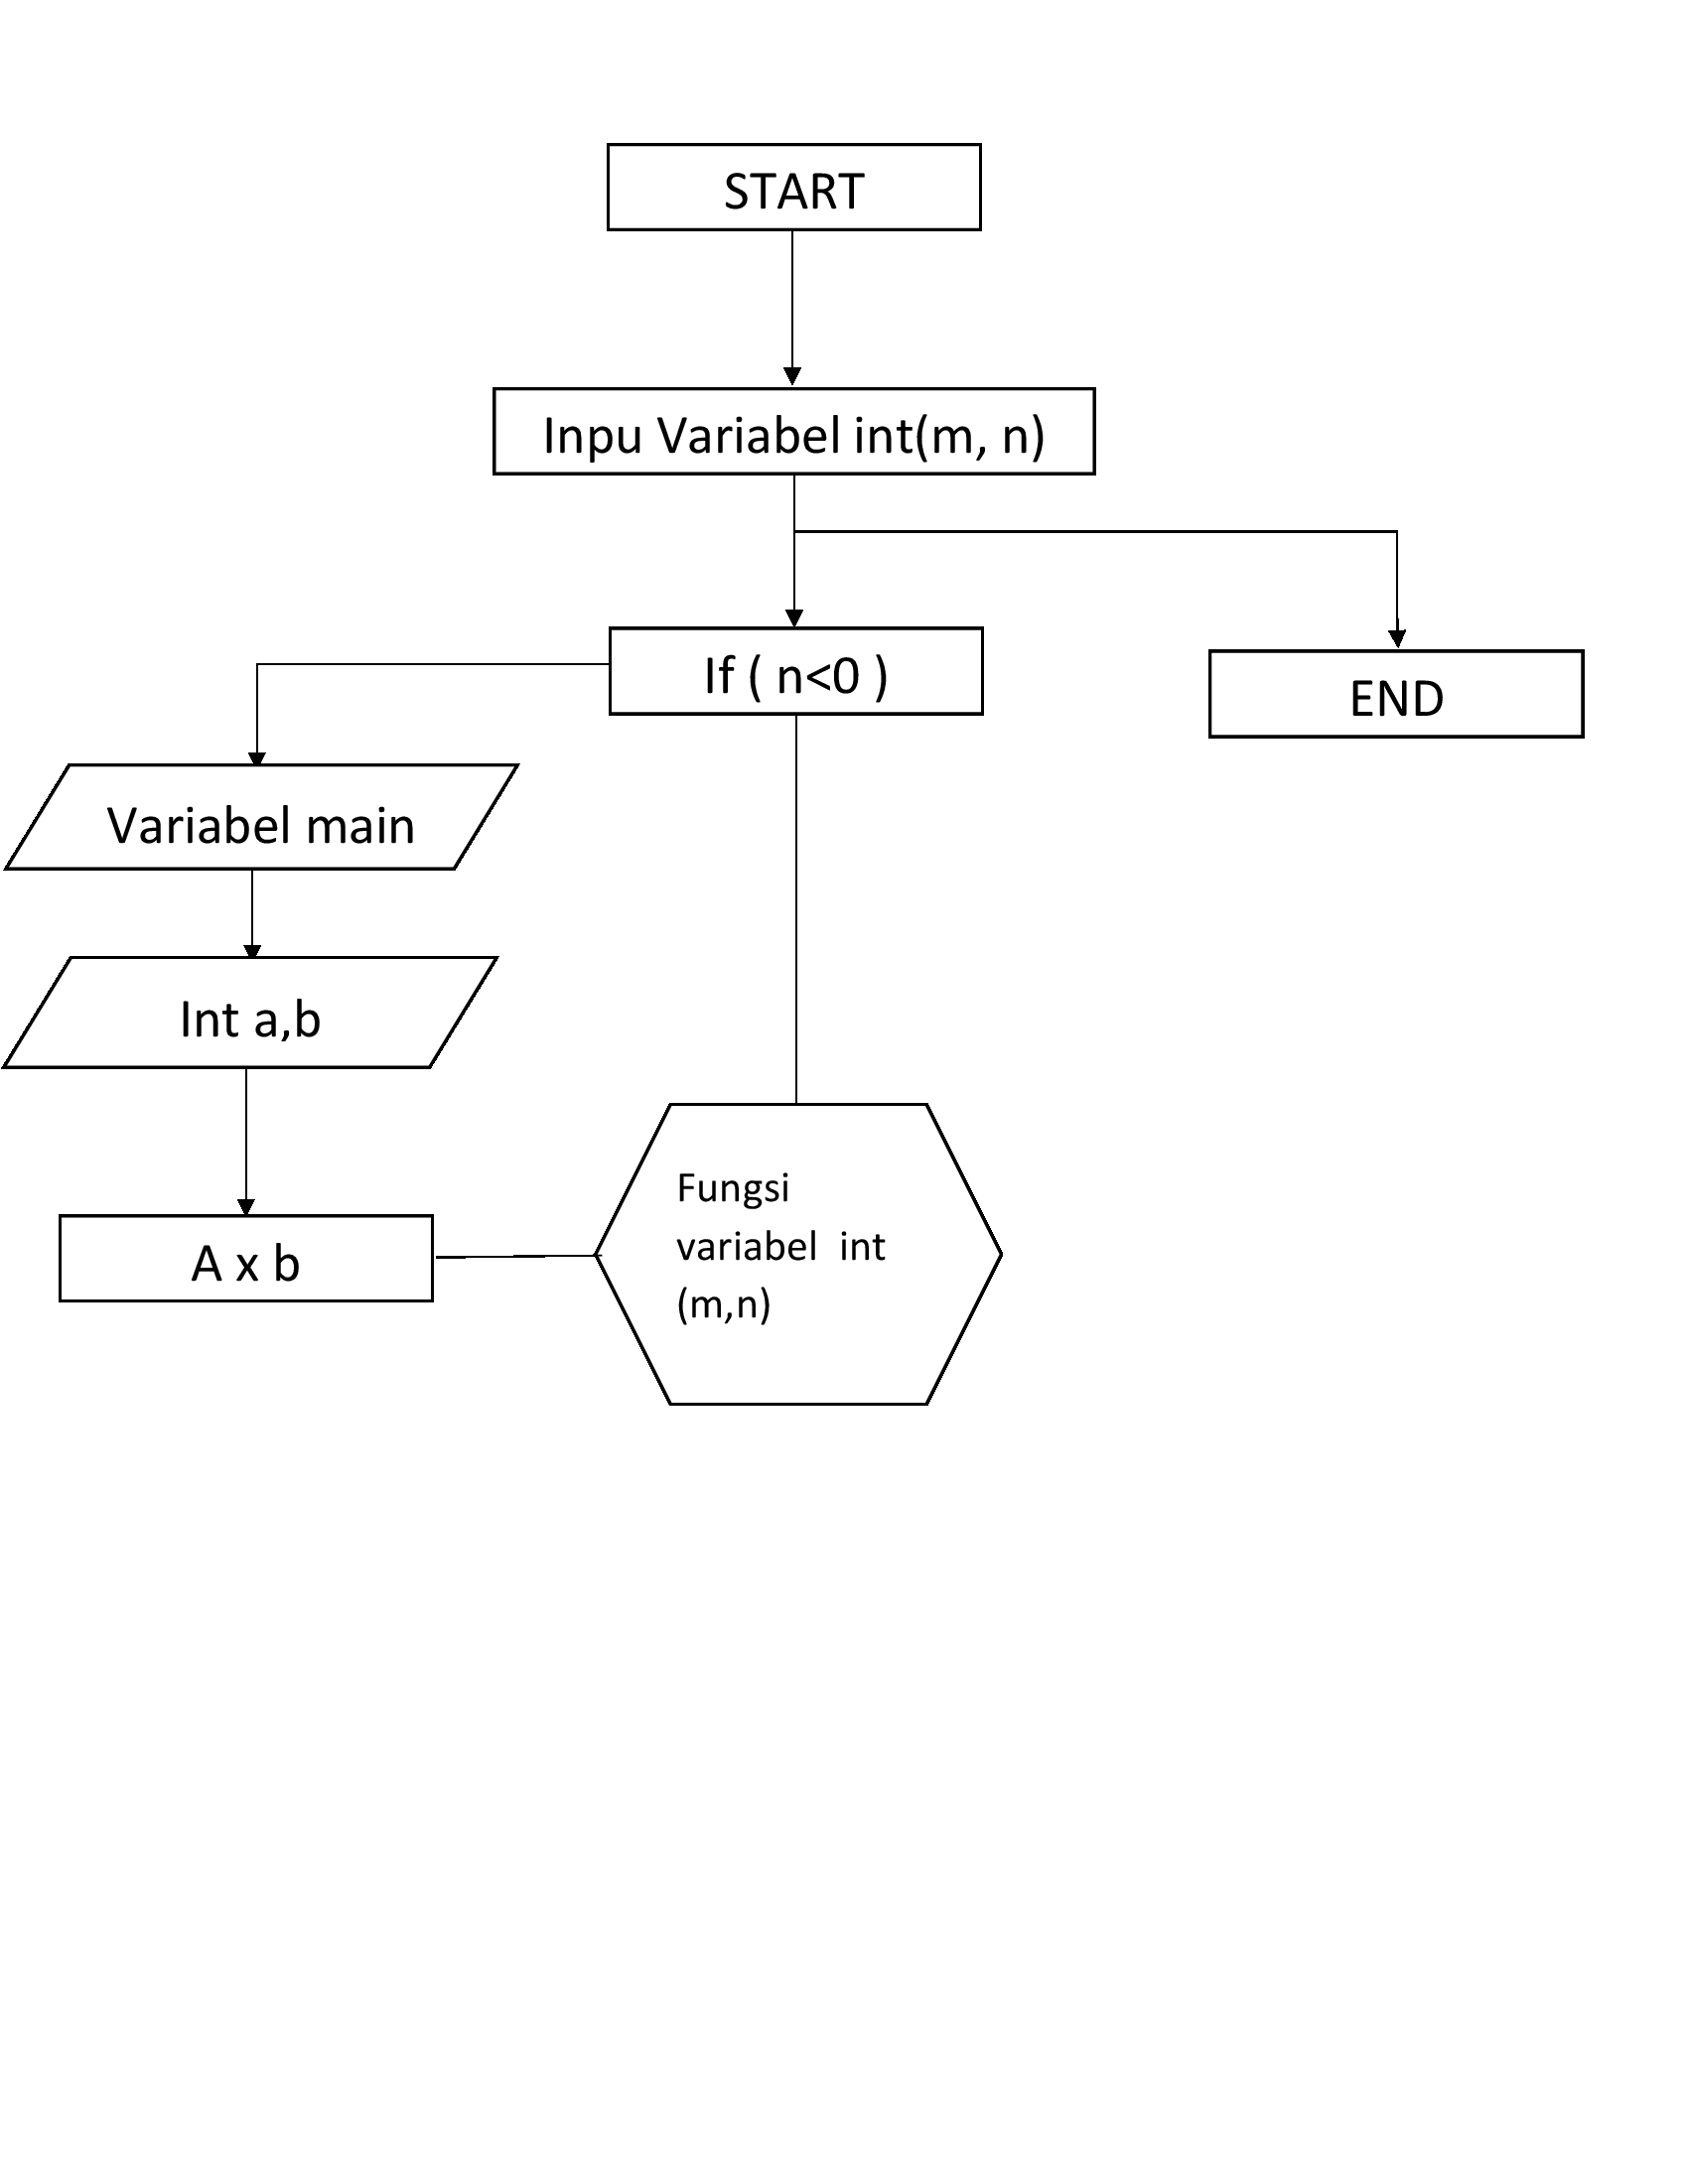 START
Inpu Variabel int(m, n)
If ( n<0 )
END
Variabel main
Int a,b
A x b
Fungsi
variabel int
(m,n)